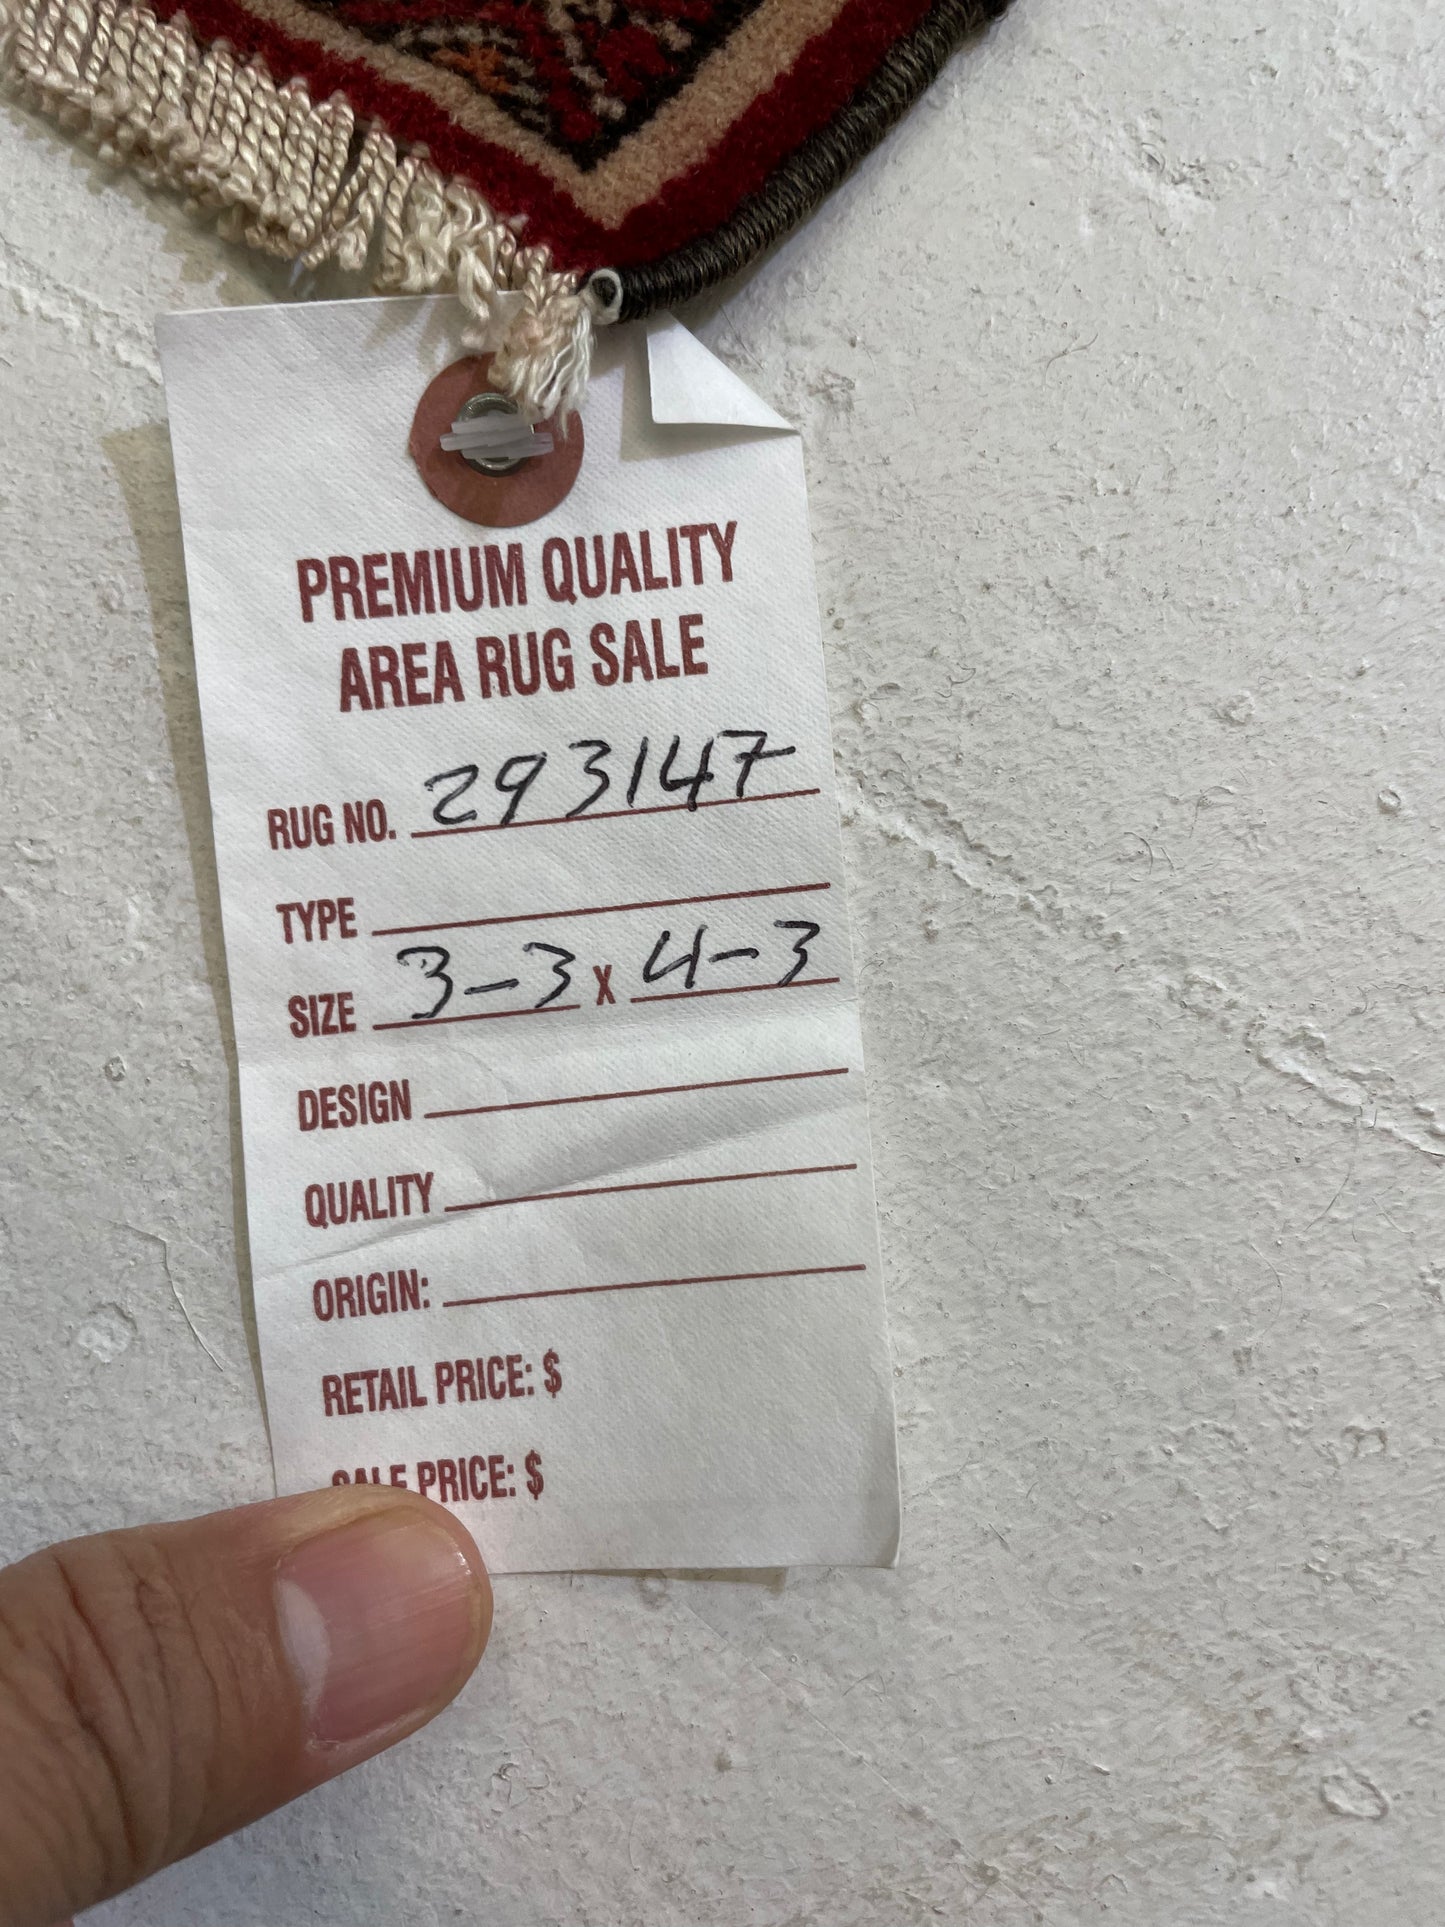 PREMIUM QUALITY
AREA RUG SALE
RUG NO. 293147
TYPE
SIZE 3-3 X 4-3
DESIGN
QUALITY
ORIGIN:
RETAIL PRICE: $
SALE PRICE: $